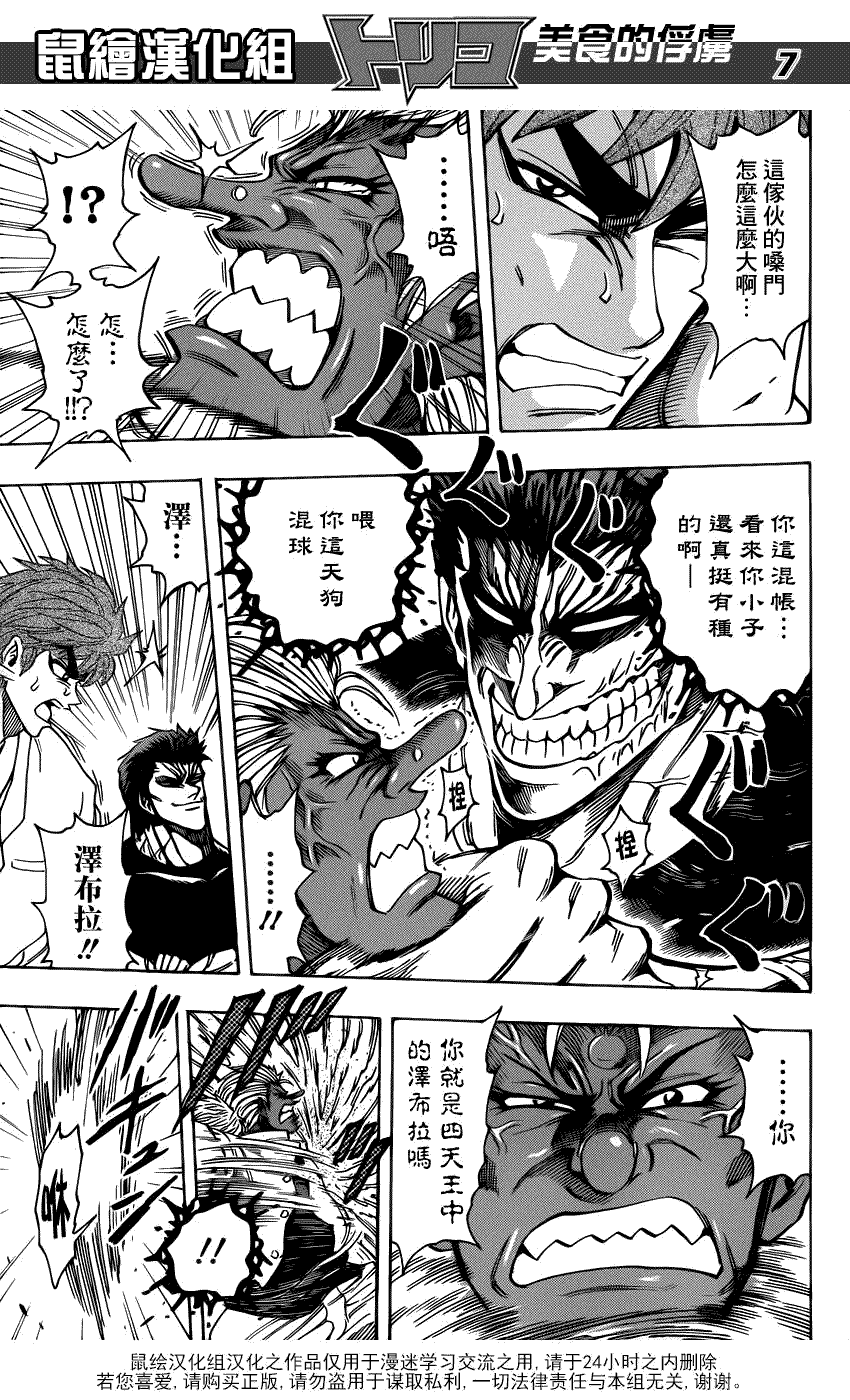 鼠繪漢化組
トリコ
美食的俘虜
7
這傢伙的嗓門
怎麼這麼大啊…
……唔
!?
怎…
怎麼了!!?
ぐぐ
你這混帳…
看來你小子
還真挺有種
的啊—
喂
你這天狗
混球
ぐぐ
捏
捏
ぐぐ
……!!
澤…
澤布拉!!
……你
你就是四天王中
的澤布拉嗎
!!
咻
鼠绘汉化组汉化之作品仅用于漫迷学习交流之用, 请于24小时之内删除
若您喜爱, 请购买正版, 请勿盗用于谋取私利, 一切法律责任与本组无关, 谢谢。